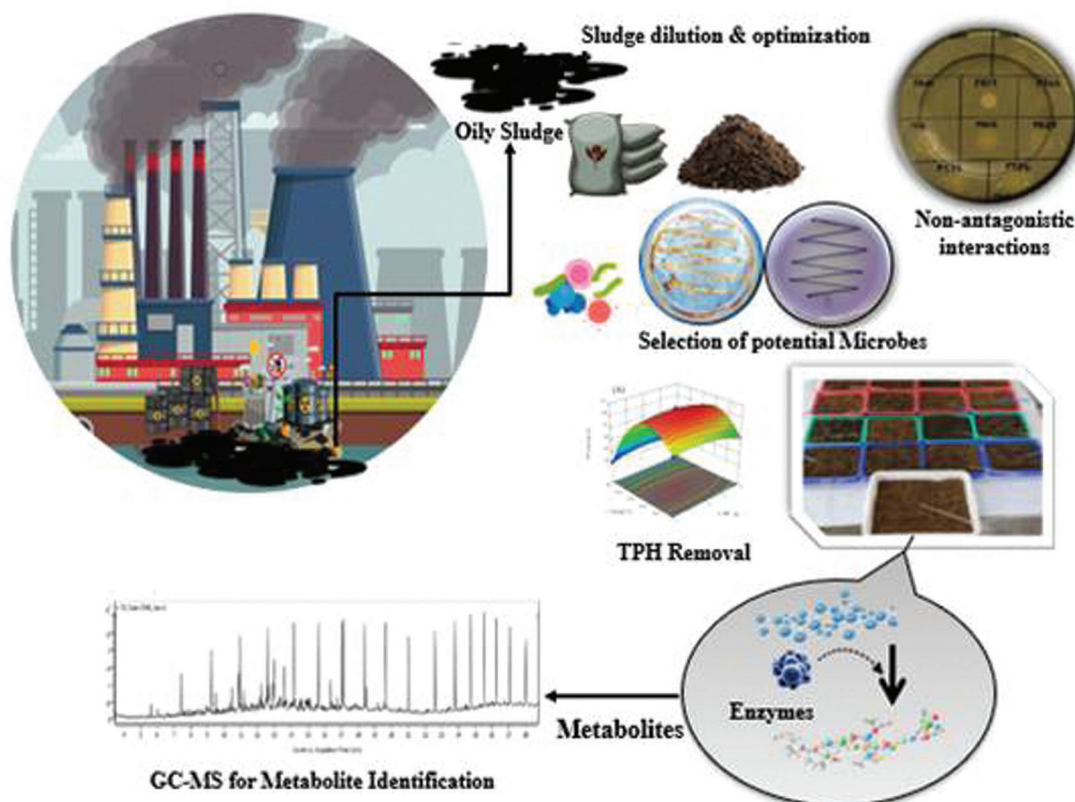 Sludge dilution & optimization
Oily Sludge
Non-antagonistic
interactions
Selection of potential Microbes
TPH Removal
Enzymes
Metabolites
GC-MS for Metabolite Identification